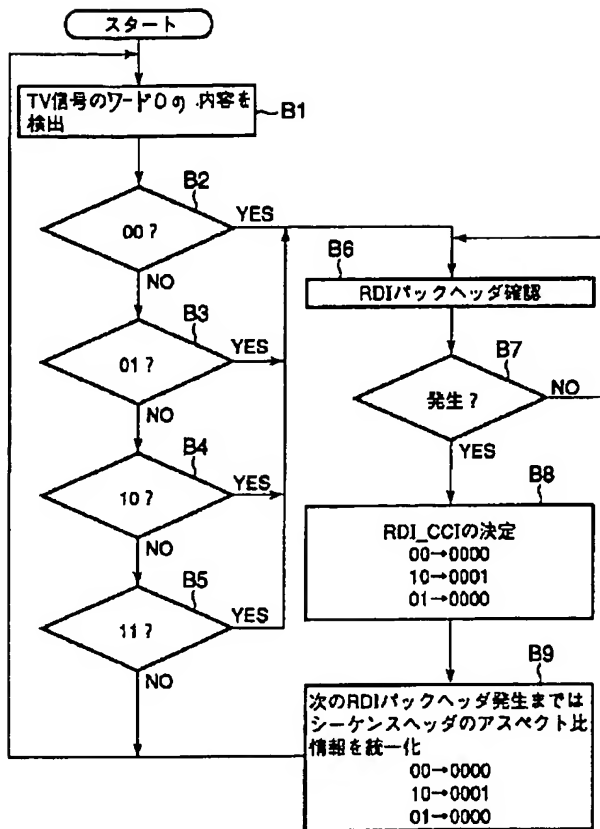 スタート
TV信号のワード0の .内容を
検出
B1
B2
00 ?
YES
NO
B3
01 ?
YES
NO
B4
10 ?
YES
NO
B5
11 ?
YES
NO
B6
RDIパックヘッダ確認
B7
発生 ?
NO
YES
B8
RDI_CCIの決定
00→0000
10→0001
01→0000
B9
次のRDIパックヘッダ発生までは
シーケンスヘッダのアスペクト比
情報を統一化
00→0000
10→0001
01→0000